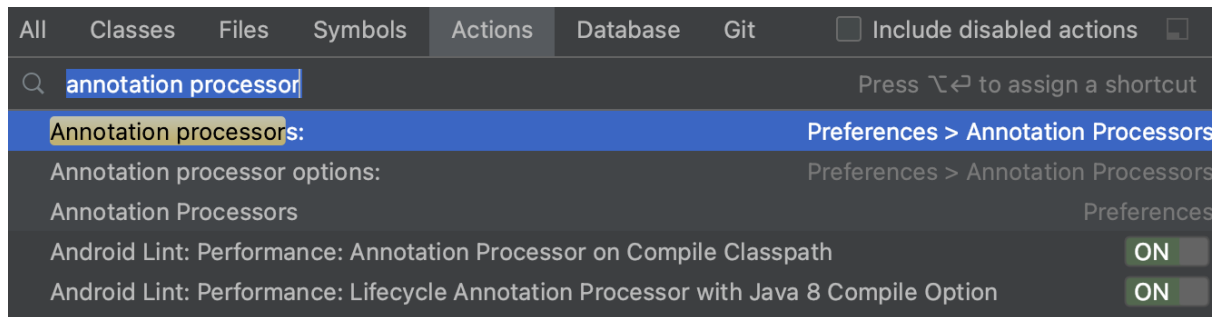 All Classes Files Symbols Actions Database Git Include disabled actions
annotation processor Press ⌥↩ to assign a shortcut
Annotation processors: Preferences > Annotation Processors
Annotation processor options: Preferences > Annotation Processors
Annotation Processors Preferences
Android Lint: Performance: Annotation Processor on Compile Classpath ON
Android Lint: Performance: Lifecycle Annotation Processor with Java 8 Compile Option ON